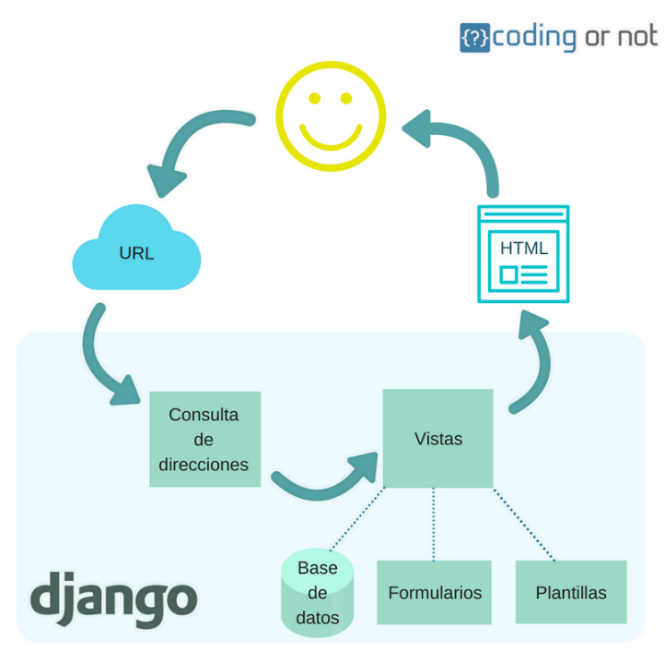 {?}coding or not
URL
HTML
Consulta
de
direcciones
Vistas
Base
de
datos
Formularios
Plantillas
django